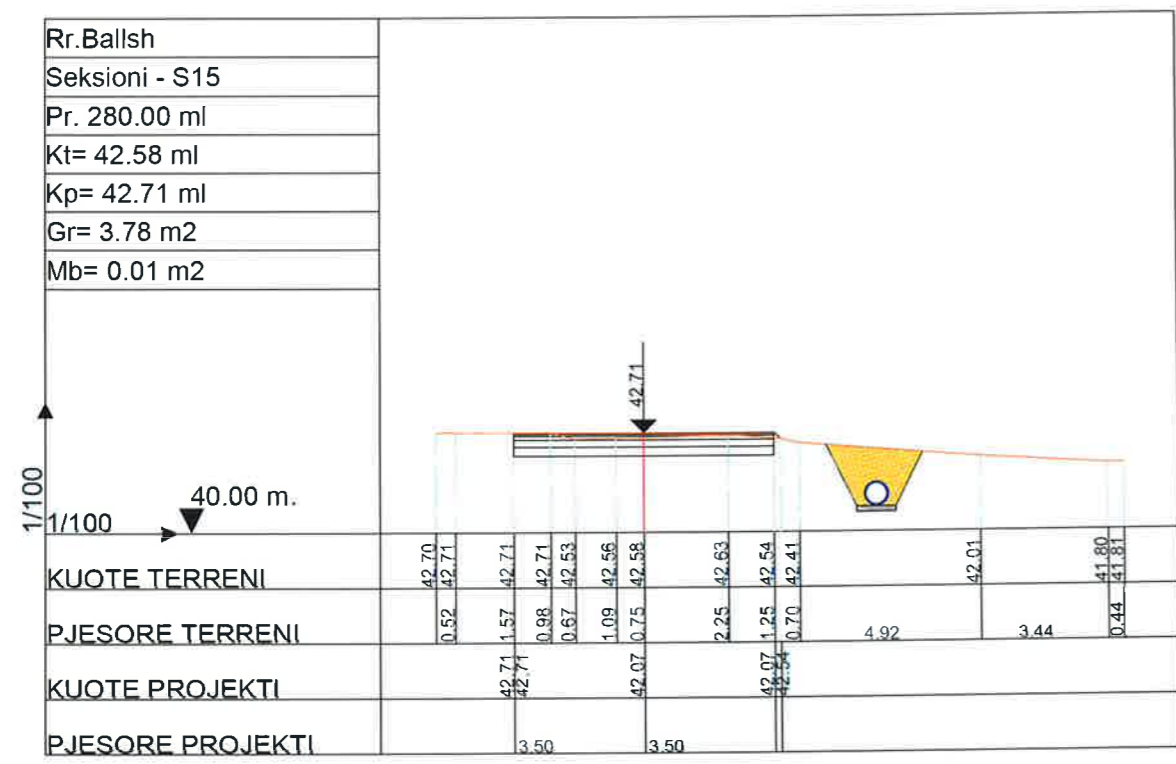 Rr.Ballsh
Seksioni - S15
Pr. 280.00 ml
Kt= 42.58 ml
Kp= 42.71 ml
Gr= 3.78 m2
Mb= 0.01 m2
42.71
40.00 m.
1/100
1/100
KUOTE TERRENI 42.70 42.71 42.71 42.71 42.53 42.56 42.58 42.63 42.54 42.41 42.01 41.80 41.81
PJESORE TERRENI 0.52 1.57 0.98 0.67 1.09 0.75 2.25 1.25 0.70 4.92 3.44 0.44
KUOTE PROJEKTI 42.71 42.71 42.07 42.07 42.54
PJESORE PROJEKTI 3.50 3.50